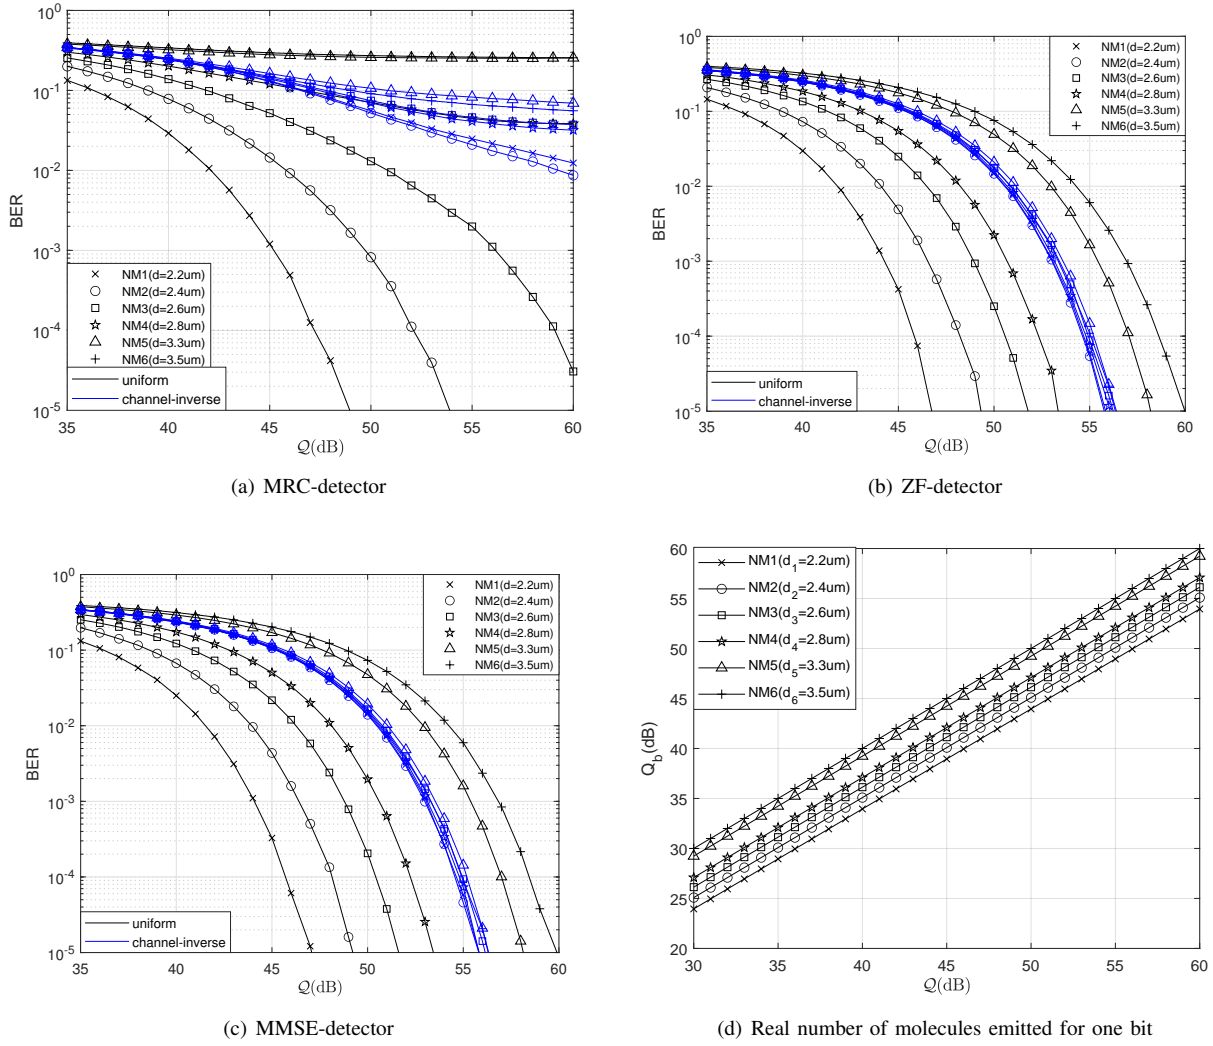 10^0
10^-1
10^-2
10^-3
10^-4
10^-5
BER
NM1(d=2.2um)
NM2(d=2.4um)
NM3(d=2.6um)
NM4(d=2.8um)
NM5(d=3.3um)
NM6(d=3.5um)
uniform
channel-inverse
35 40 45 50 55 60
Q(dB)
(a) MRC-detector
10^0
10^-1
10^-2
10^-3
10^-4
10^-5
BER
NM1(d=2.2um)
NM2(d=2.4um)
NM3(d=2.6um)
NM4(d=2.8um)
NM5(d=3.3um)
NM6(d=3.5um)
uniform
channel-inverse
35 40 45 50 55 60
Q(dB)
(b) ZF-detector
10^0
10^-1
10^-2
10^-3
10^-4
10^-5
BER
NM1(d=2.2um)
NM2(d=2.4um)
NM3(d=2.6um)
NM4(d=2.8um)
NM5(d=3.3um)
NM6(d=3.5um)
uniform
channel-inverse
35 40 45 50 55 60
Q(dB)
(c) MMSE-detector
60
55
50
45
40
35
30
25
20
Q_b(dB)
NM1(d_1=2.2um)
NM2(d_2=2.4um)
NM3(d_3=2.6um)
NM4(d_4=2.8um)
NM5(d_5=3.3um)
NM6(d_6=3.5um)
30 35 40 45 50 55 60
Q(dB)
(d) Real number of molecules emitted for one bit